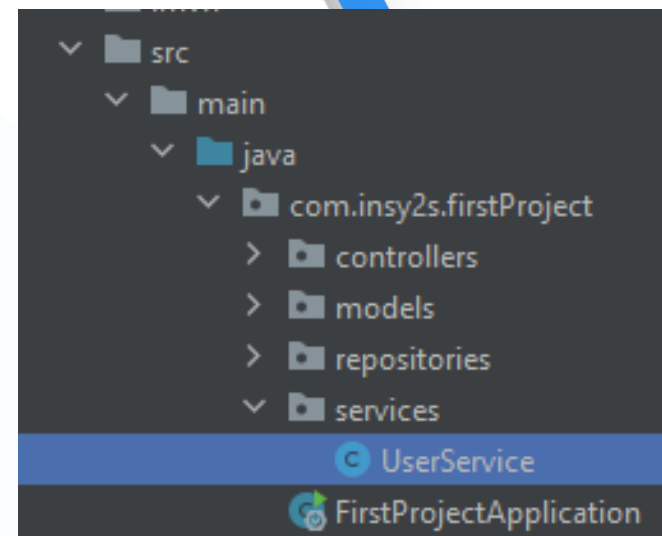 src
main
java
com.insy2s.firstProject
controllers
models
repositories
services
UserService
FirstProjectApplication